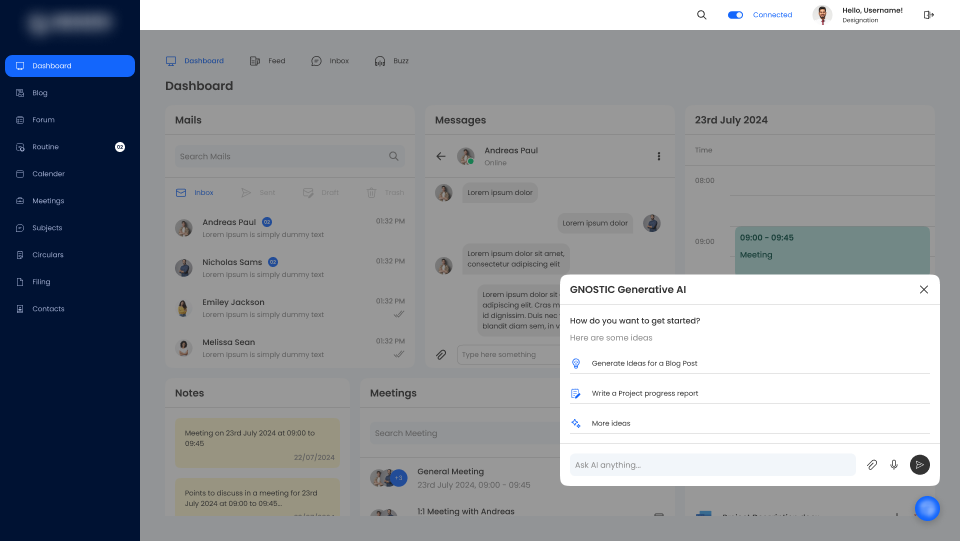 Connected
Hello, Username!
Designation
Dashboard
Blog
Forum
Routine
02
Calender
Meetings
Subjects
Circulars
Filing
Contacts
Dashboard
Feed
Inbox
Buzz
Dashboard
Mails
Search Mails
Inbox
Sent
Draft
Trash
Andreas Paul
02
01:32 PM
Lorem Ipsum is simply dummy text
Nicholas Sams
02
01:32 PM
Lorem Ipsum is simply dummy text
Emiley Jackson
01:32 PM
Lorem Ipsum is simply dummy text
Melissa Sean
01:32 PM
Lorem Ipsum is simply dummy text
Messages
Andreas Paul
Online
Lorem ipsum dolor
Lorem ipsum dolor
Lorem ipsum dolor sit amet,
consectetur adipiscing elit
Lorem ipsum dolor sit
adipiscing elit. Cras m
id dignissim. Duis nec
blandit diam sem, in v
Type here something
23rd July 2024
Time
08:00
09:00
09:00 - 09:45
Meeting
Notes
Meeting on 23rd July 2024 at 09:00 to
09:45
22/07/2024
Points to discuss in a meeting for 23rd
July 2024 at 09:00 to 09:45...
Meetings
Search Meeting
+3
General Meeting
23rd July 2024, 09:00 - 09:45
1:1 Meeting with Andreas
GNOSTIC Generative AI
How do you want to get started?
Here are some ideas
Generate Ideas for a Blog Post
Write a Project progress report
More ideas
Ask AI anything...